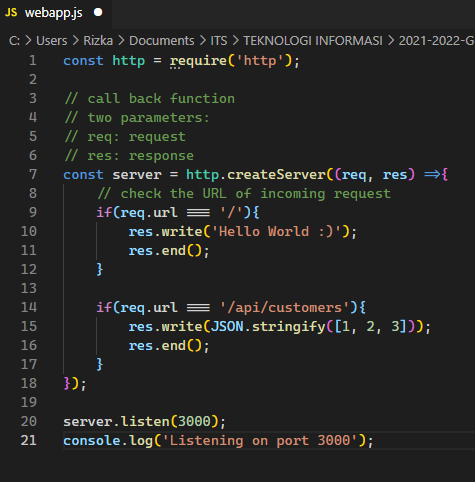 JS webapp.js
C: > Users > Rizka > Documents > ITS > TEKNOLOGI INFORMASI > 2021-2022-G
1 const http = require('http');
2
3 // call back function
4 // two parameters:
5 // req: request
6 // res: response
7 const server = http.createServer((req, res) =>{
8     // check the URL of incoming request
9     if(req.url === '/'){
10         res.write('Hello World :)');
11         res.end();
12     }
13
14     if(req.url === '/api/customers'){
15         res.write(JSON.stringify([1, 2, 3]));
16         res.end();
17     }
18 });
19
20 server.listen(3000);
21 console.log('Listening on port 3000');